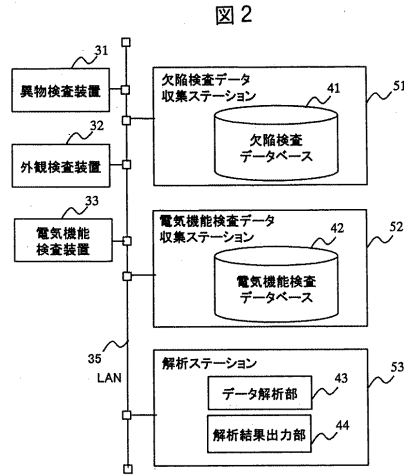 図2
31
異物検査装置
32
外観検査装置
33
電気機能
検査装置
35
LAN
欠陥検査データ
収集ステーション
41
51
欠陥検査
データベース
電気機能検査データ
収集ステーション
42
52
電気機能検査
データベース
解析ステーション
53
データ解析部
43
解析結果出力部
44